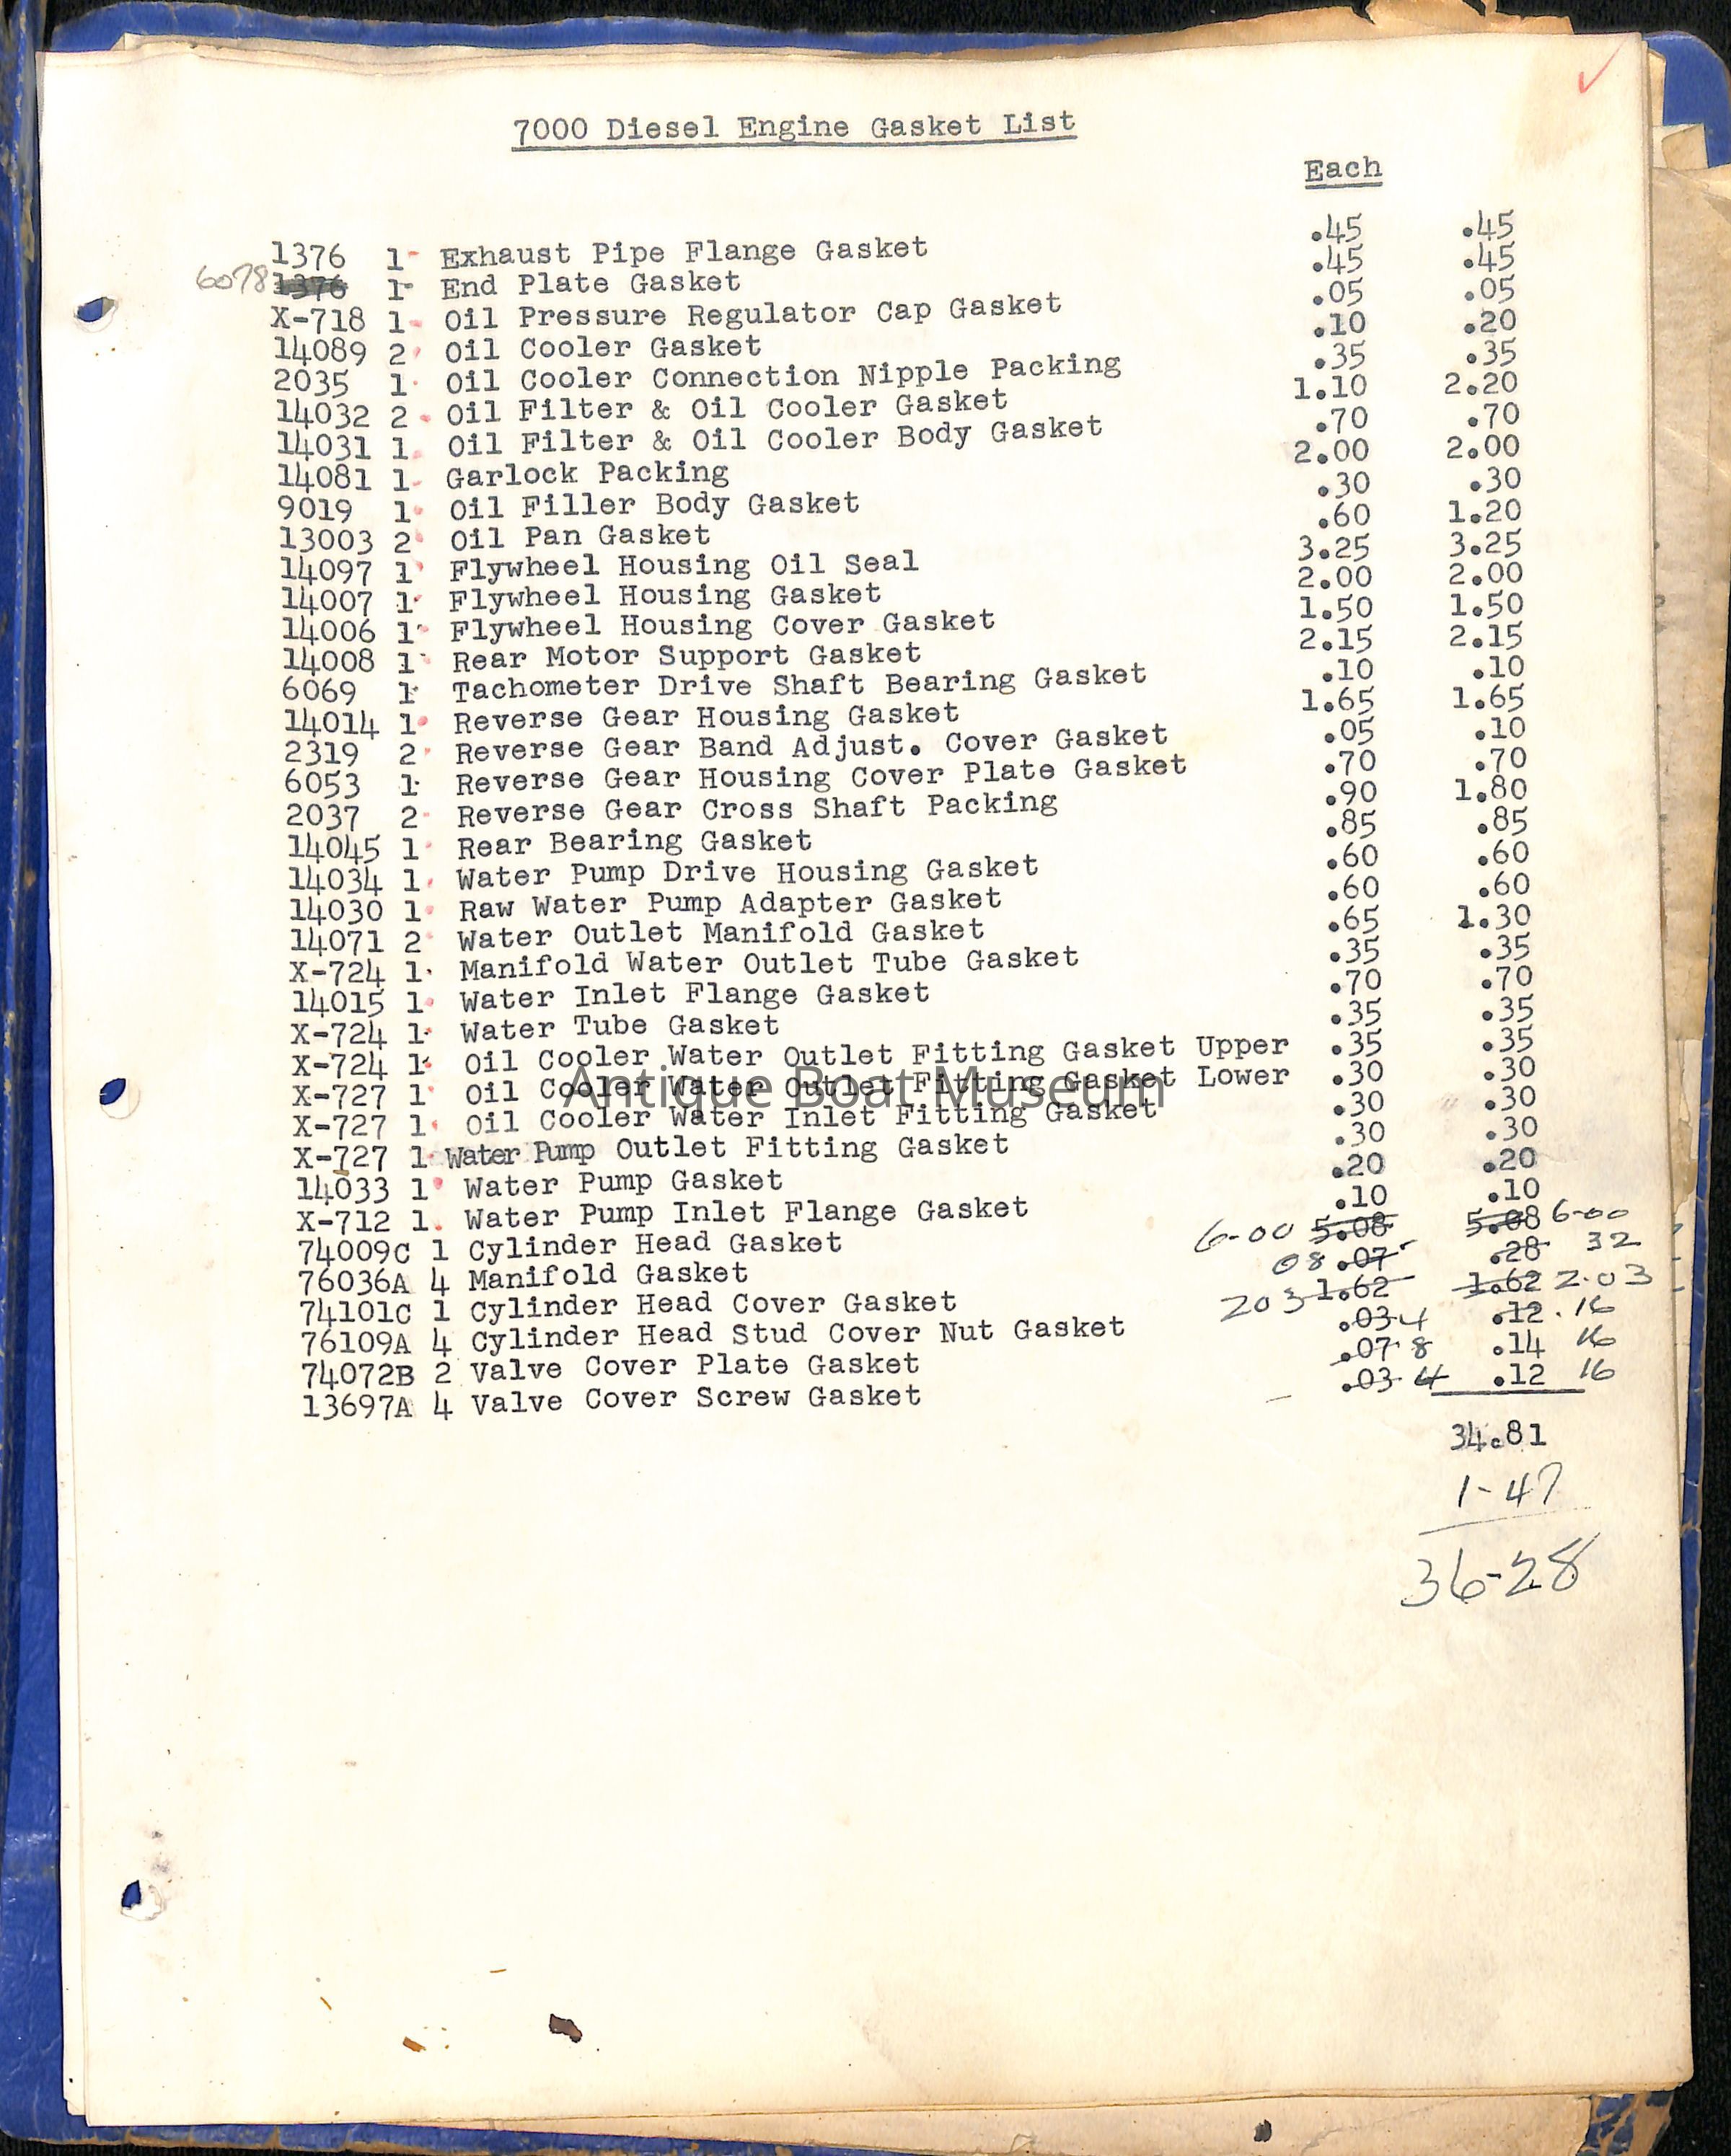 7000 Diesel Engine Gasket List
Each
1376 1 Exhaust Pipe Flange Gasket .45 .45
6078 1376 1 End Plate Gasket .45 .45
X-718 1 Oil Pressure Regulator Cap Gasket .05 .05
14089 2 Oil Cooler Gasket .10 .20
2035 1 Oil Cooler Connection Nipple Packing .35 .35
14032 2 Oil Filter & Oil Cooler Gasket 1.10 2.20
14031 1 Oil Filter & Oil Cooler Body Gasket .70 .70
14081 1 Garlock Packing 2.00 2.00
9019 1 Oil Filler Body Gasket .30 .30
13003 2 Oil Pan Gasket .60 1.20
14097 1 Flywheel Housing Oil Seal 3.25 3.25
14007 1 Flywheel Housing Gasket 2.00 2.00
14006 1 Flywheel Housing Cover Gasket 1.50 1.50
14008 1 Rear Motor Support Gasket 2.15 2.15
6069 1 Tachometer Drive Shaft Bearing Gasket .10 .10
14014 1 Reverse Gear Housing Gasket 1.65 1.65
2319 2 Reverse Gear Band Adjust. Cover Gasket .05 .10
6053 1 Reverse Gear Housing Cover Plate Gasket .70 .70
2037 2 Reverse Gear Cross Shaft Packing .90 1.80
14045 1 Rear Bearing Gasket .85 .85
14034 1 Water Pump Drive Housing Gasket .60 .60
14030 1 Raw Water Pump Adapter Gasket .60 .60
14071 2 Water Outlet Manifold Gasket .65 1.30
X-724 1 Manifold Water Outlet Tube Gasket .35 .35
14015 1 Water Inlet Flange Gasket .70 .70
X-724 1 Water Tube Gasket .35 .35
X-724 1 Oil Cooler Water Outlet Fitting Gasket Upper .35 .35
X-727 1 Oil Cooler Water Outlet Fitting Gasket Lower .30 .30
Antique Boat Museum
X-727 1 Oil Cooler Water Inlet Fitting Gasket .30 .30
X-727 1 Water Pump Outlet Fitting Gasket .30 .30
14033 1 Water Pump Gasket .20 .20
X-712 1 Water Pump Inlet Flange Gasket .10 .10
74009C 1 Cylinder Head Gasket 6-00 5.08 5.08 6-00
76036A 4 Manifold Gasket 08 .07 .28 32
74101C 1 Cylinder Head Cover Gasket 203 1.62 1.62 2.03
76109A 4 Cylinder Head Stud Cover Nut Gasket .03 4 .12 .16
74072B 2 Valve Cover Plate Gasket .07 8 .14 16
13697A 4 Valve Cover Screw Gasket .03 4 .12 16
34.81
1-47
36-28